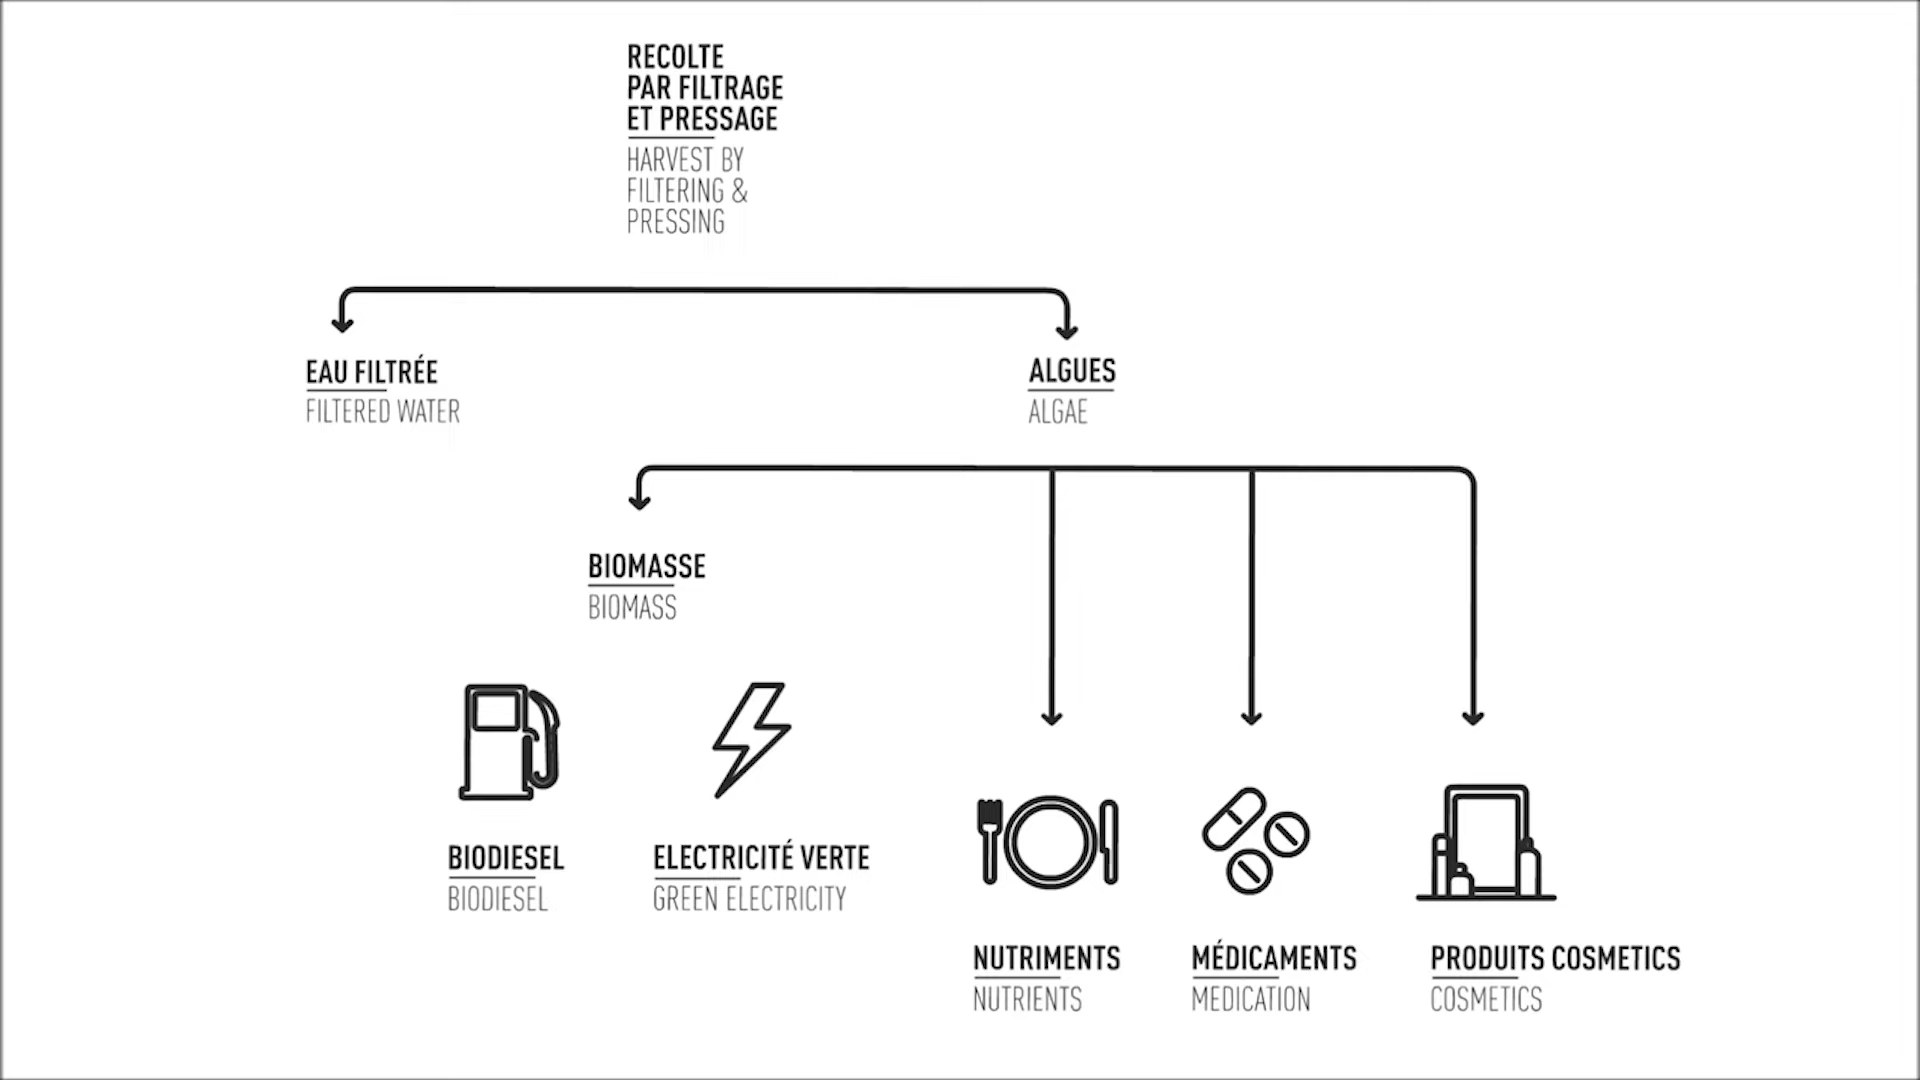 RECOLTE
PAR FILTRAGE
ET PRESSAGE
HARVEST BY
FILTERING &
PRESSING
EAU FILTRÉE
FILTERED WATER
ALGUES
ALGAE
BIOMASSE
BIOMASS
BIODIESEL
BIODIESEL
ELECTRICITÉ VERTE
GREEN ELECTRICITY
NUTRIMENTS
NUTRIENTS
MÉDICAMENTS
MEDICATION
PRODUITS COSMETICS
COSMETICS